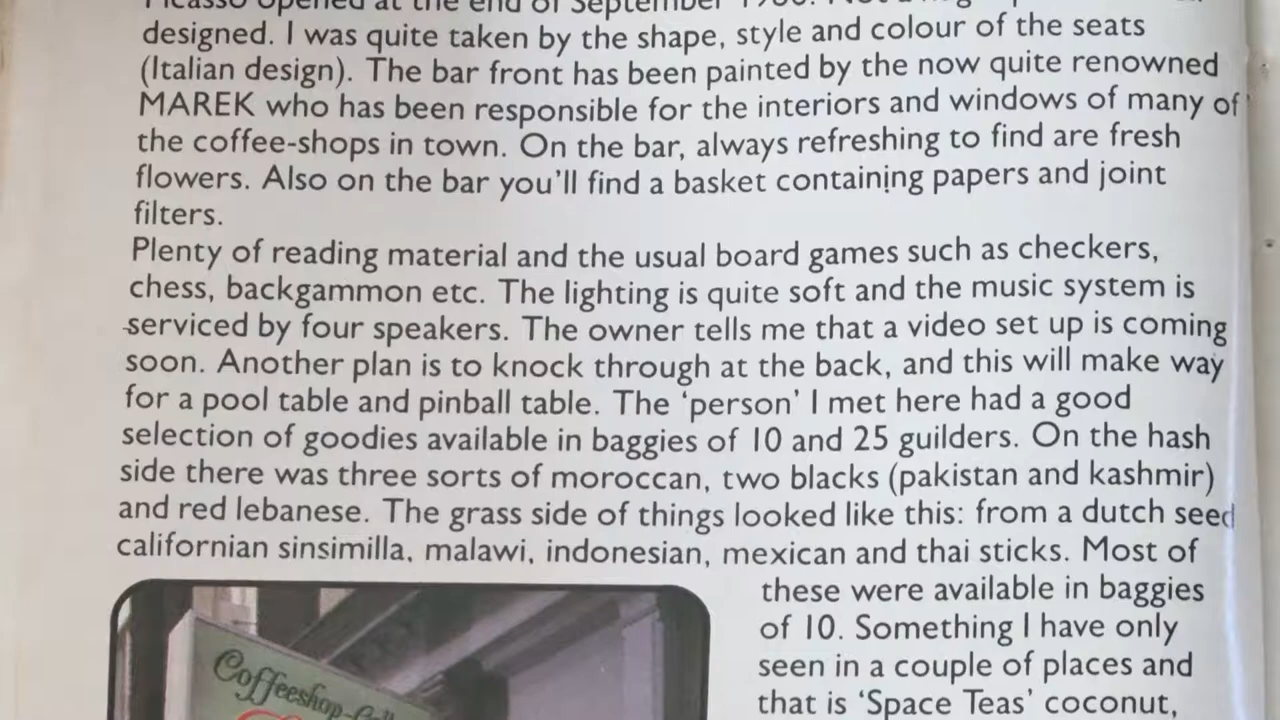 Picasso opened at the end of September
designed. I was quite taken by the shape, style and colour of the seats
(Italian design). The bar front has been painted by the now quite renowned
MAREK who has been responsible for the interiors and windows of many of
the coffee-shops in town. On the bar, always refreshing to find are fresh
flowers. Also on the bar you'll find a basket containing papers and joint
filters.
Plenty of reading material and the usual board games such as checkers,
chess, backgammon etc. The lighting is quite soft and the music system is
serviced by four speakers. The owner tells me that a video set up is coming
soon. Another plan is to knock through at the back, and this will make way
for a pool table and pinball table. The ‘person’ I met here had a good
selection of goodies available in baggies of 10 and 25 guilders. On the hash
side there was three sorts of moroccan, two blacks (pakistan and kashmir)
and red lebanese. The grass side of things looked like this: from a dutch seed
californian sinsimilla, malawi, indonesian, mexican and thai sticks. Most of
these were available in baggies
of 10. Something I have only
seen in a couple of places and
that is ‘Space Teas’ coconut,
Coffeeshop